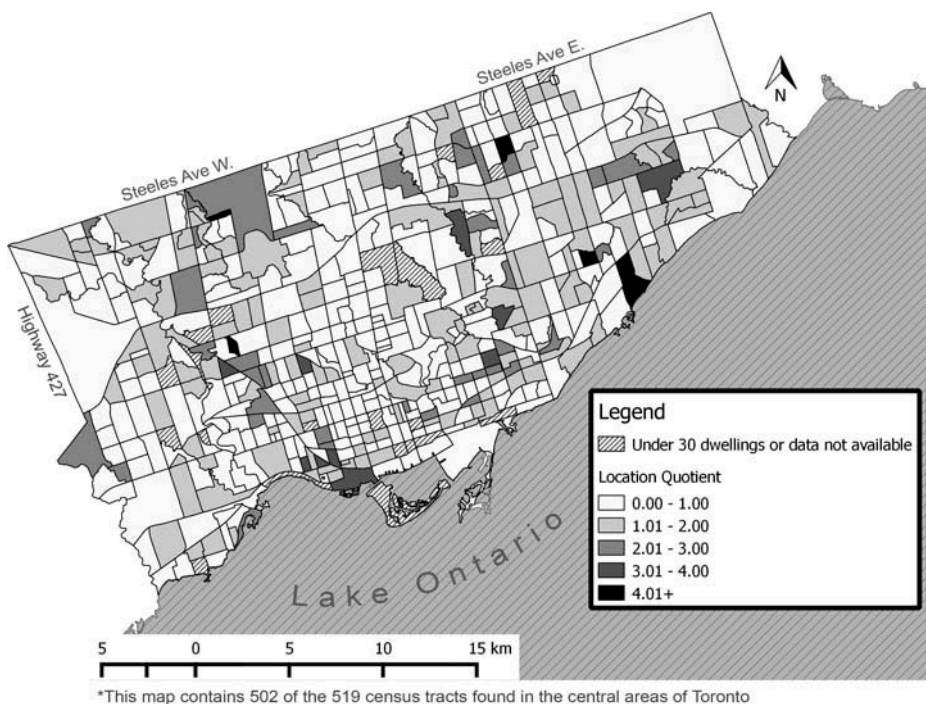 Steeles Ave E.
N
Steeles Ave W.
Highway 427
Legend
Under 30 dwellings or data not available
Location Quotient
0.00 - 1.00
1.01 - 2.00
2.01 - 3.00
3.01 - 4.00
4.01+
Lake Ontario
5 0 5 10 15 km
*This map contains 502 of the 519 census tracts found in the central areas of Toronto